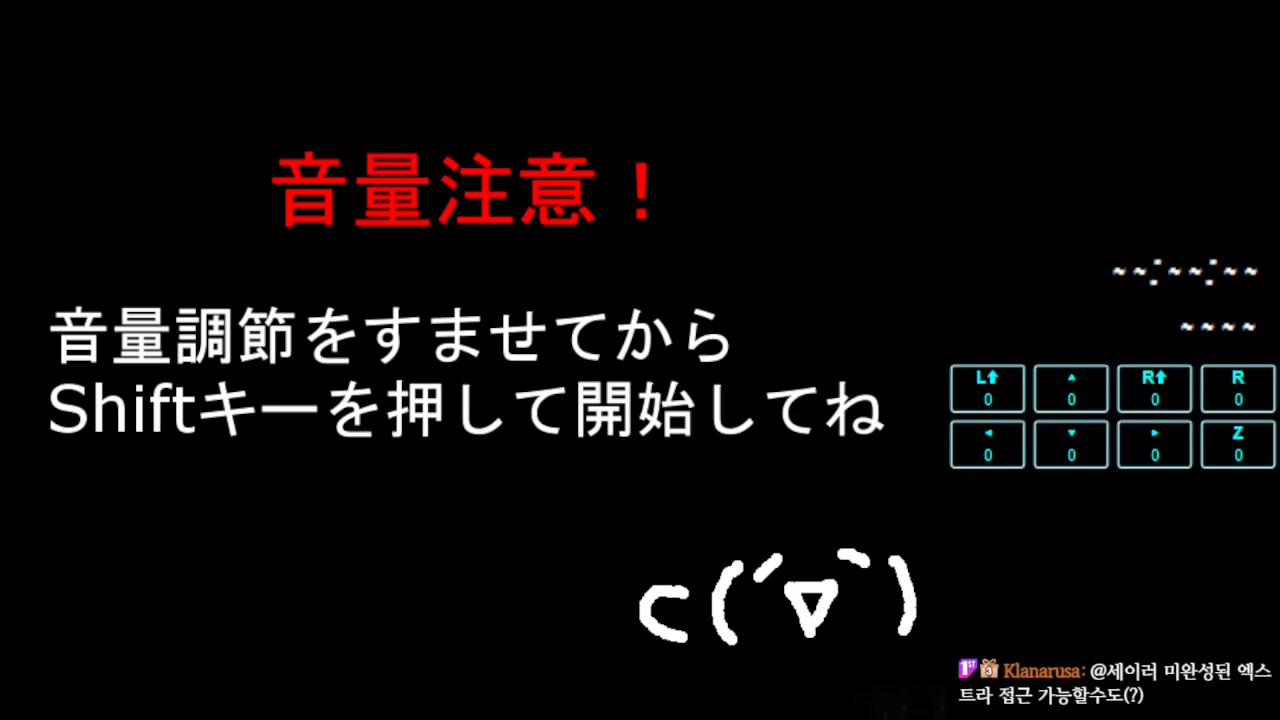 音量注意！
音量調節をすませてから
Shiftキーを押して開始してね
~~:~~:~~
~~~~
L⬆ ▲ R⬆ R
0 0 0 0
◄ ▼ ► Z
0 0 0 0
⊂(´▽`)
1ST 3 Klanarusa: @세이러 미완성된 엑스
트라 접근 가능할수도(?)